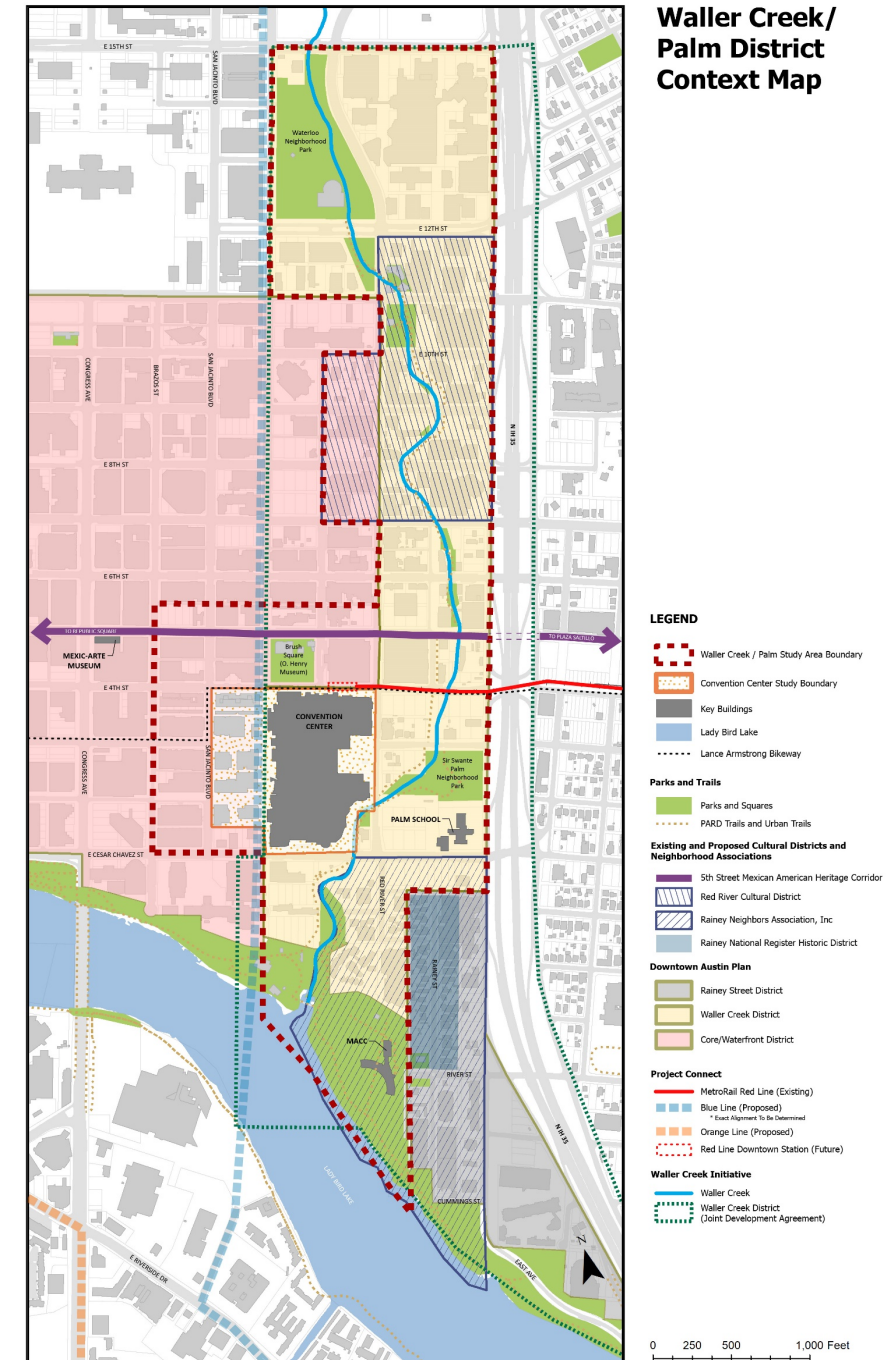 Waller Creek/
Palm District
Context Map
E 15TH ST
SAN JACINTO BLVD
Waterloo
Neighborhood
Park
E 12TH ST
E 10TH ST
CONGRESS AVE
BRAZOS ST
SAN JACINTO BLVD
N IH 35
E 8TH ST
E 6TH ST
TO REPUBLIC SQUARE
TO PLAZA SALTILLO
MEXIC-ARTE
MUSEUM
Brush
Square
(O. Henry
Museum)
E 4TH ST
CONVENTION
CENTER
CONGRESS AVE
SAN JACINTO BLVD
Sir Swante
Palm
Neighborhood
Park
PALM SCHOOL
E CESAR CHAVEZ ST
RED RIVER ST
RAINEY ST
MACC
RIVER ST
N IH 35
LADY BIRD LAKE
CUMMINGS ST
E RIVERSIDE DR
EAST AVE
N
LEGEND
Waller Creek / Palm Study Area Boundary
Convention Center Study Boundary
Key Buildings
Lady Bird Lake
Lance Armstrong Bikeway
Parks and Trails
Parks and Squares
PARD Trails and Urban Trails
Existing and Proposed Cultural Districts and
Neighborhood Associations
5th Street Mexican American Heritage Corridor
Red River Cultural District
Rainey Neighbors Association, Inc
Rainey National Register Historic District
Downtown Austin Plan
Rainey Street District
Waller Creek District
Core/Waterfront District
Project Connect
MetroRail Red Line (Existing)
Blue Line (Proposed)
* Exact Alignment To Be Determined
Orange Line (Proposed)
Red Line Downtown Station (Future)
Waller Creek Initiative
Waller Creek
Waller Creek District
(Joint Development Agreement)
0 250 500 1,000 Feet